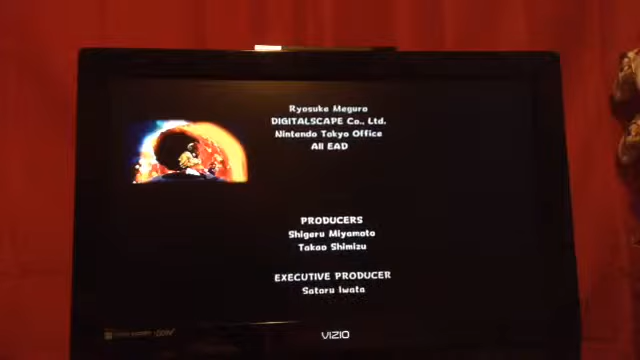 Ryosuke Meguro
DIGITALSCAPE Co., Ltd.
Nintendo Tokyo Office
All EAD
PRODUCERS
Shigeru Miyamoto
Takao Shimizu
EXECUTIVE PRODUCER
Satoru Iwata
VIZIO